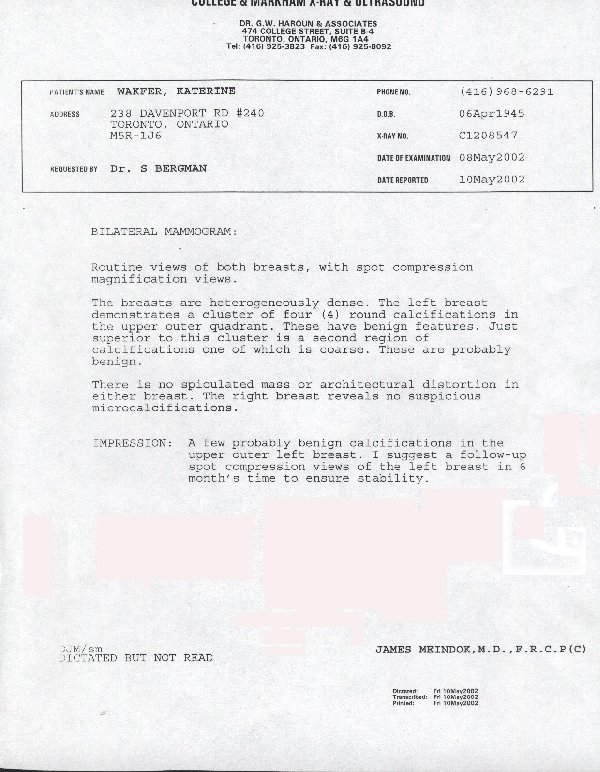 COLLEGE & MARKHAM X-RAY & ULTRASOUND
DR. G.W. HAROUN & ASSOCIATES
474 COLLEGE STREET, SUITE B-4
TORONTO, ONTARIO, M6G 1A4
Tel: (416) 925-3823 Fax: (416) 925-8092
PATIENT'S NAME WAKFER, KATERINE PHONE NO. (416)968-6291
ADDRESS 238 DAVENPORT RD #240 D.O.B. 06Apr1945
TORONTO, ONTARIO
M5R-1J6 X-RAY NO. C1208547
DATE OF EXAMINATION 08May2002
REQUESTED BY Dr. S BERGMAN
DATE REPORTED 10May2002
BILATERAL MAMMOGRAM:
Routine views of both breasts, with spot compression
magnification views.
The breasts are heterogeneously dense. The left breast
demonstrates a cluster of four (4) round calcifications in
the upper outer quadrant. These have benign features. Just
superior to this cluster is a second region of
calcifications one of which is coarse. These are probably
benign.
There is no spiculated mass or architectural distortion in
either breast. The right breast reveals no suspicious
microcalcifications.
IMPRESSION: A few probably benign calcifications in the
upper outer left breast. I suggest a follow-up
spot compression views of the left breast in 6
month's time to ensure stability.
/sm
DICTATED BUT NOT READ
JAMES MEINDOK,M.D.,F.R.C.P(C)
Dictated: Fri 10May2002
Transcribed: Fri 10May2002
Printed: Fri 10May2002